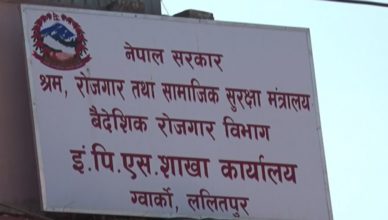 नेपाल सरकार
श्रम, रोजगार तथा सामाजिक सुरक्षा मन्त्रालय
बैदेशिक रोजगार विभाग
इ.पि.एस.शाखा कार्यालय
ग्वार्को, ललितपुर